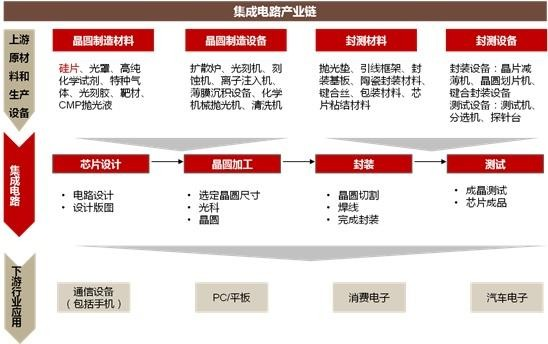 集成电路产业链
上游原材料和生产设备
晶圆制造材料
硅片、光罩、高纯
化学试剂、特种气
体、光刻胶、靶材、
CMP抛光液
晶圆制造设备
扩散炉、光刻机、刻
蚀机、离子注入机、
薄膜沉积设备、化学
机械抛光机、清洗机
封测材料
抛光垫、引线框架、封
装基板、陶瓷封装材料、
键合丝、包装材料、芯
片粘结材料
封测设备
封装设备：晶片减
薄机、晶圆划片机、
键合封装设备
测试设备：测试机、
分选机、探针台
集成电路
芯片设计
• 电路设计
• 设计版图
晶圆加工
• 选定晶圆尺寸
• 光科
• 晶圆
封装
• 晶圆切割
• 焊线
• 完成封装
测试
• 成晶测试
• 芯片成品
下游行业应用
通信设备
（包括手机）
PC/平板
消费电子
汽车电子